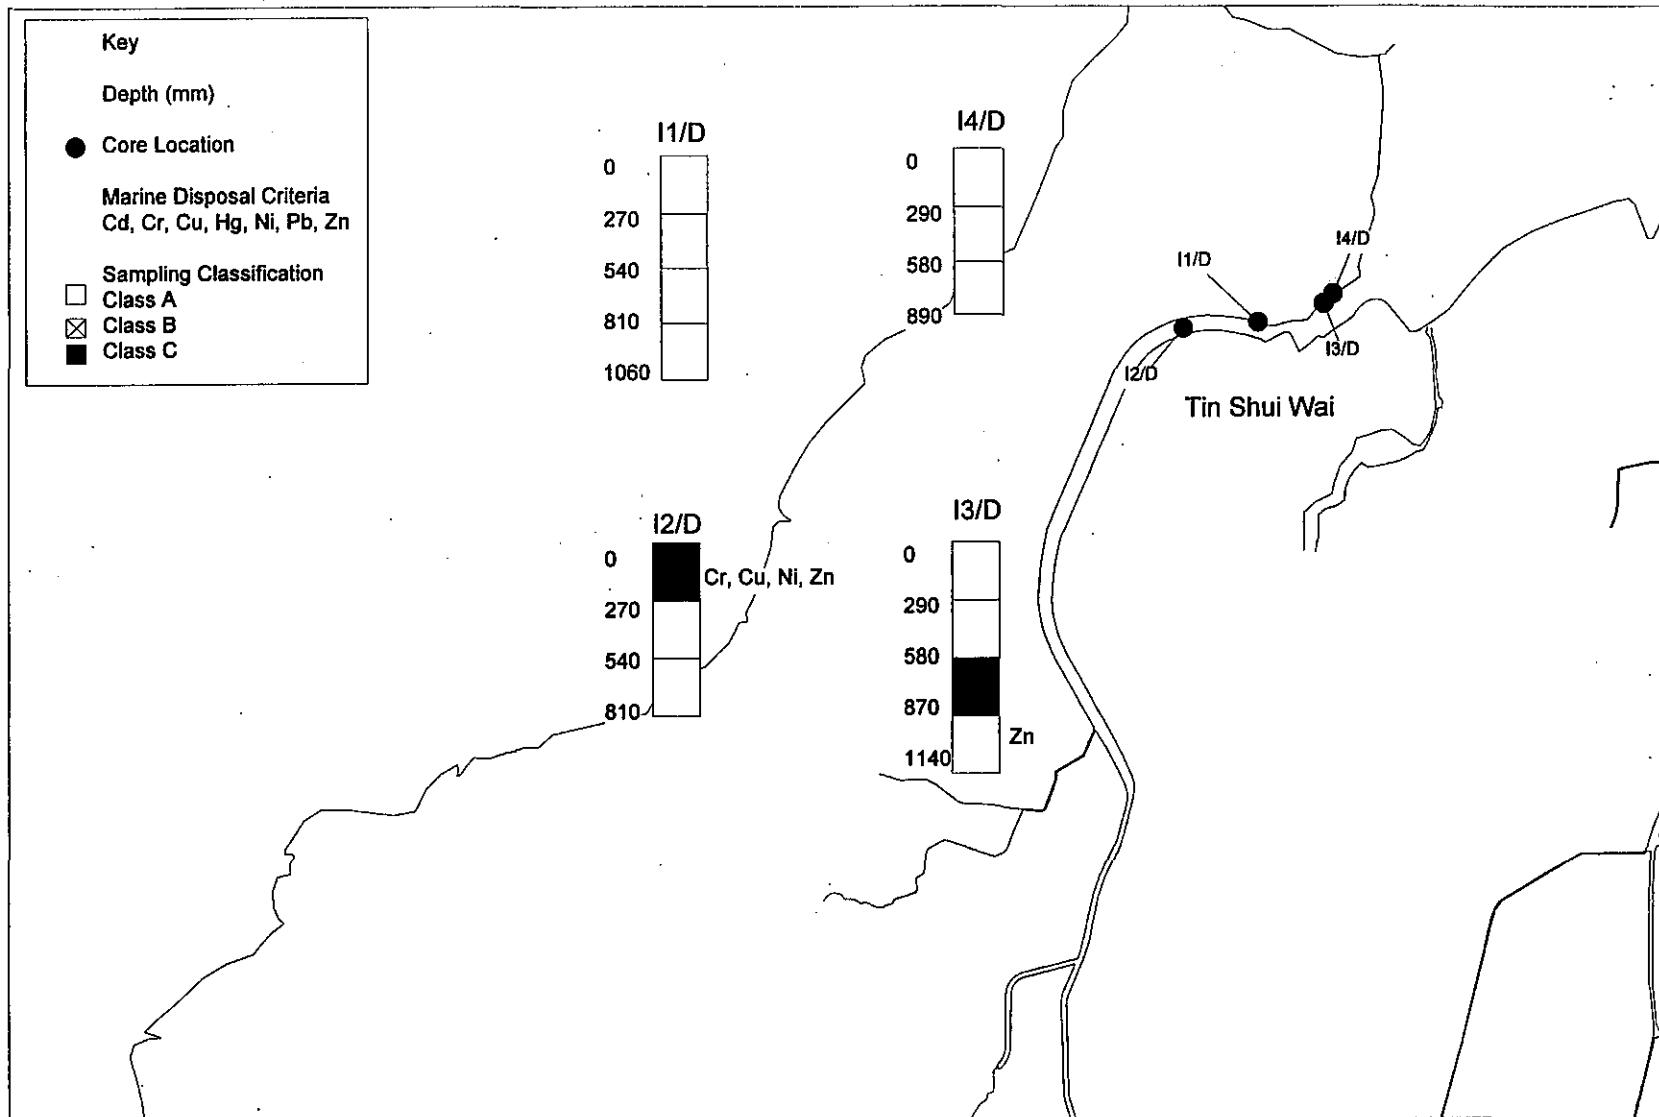 Key
Depth (mm)
Core Location
Marine Disposal Criteria
Cd, Cr, Cu, Hg, Ni, Pb, Zn
Sampling Classification
Class A
Class B
Class C
I1/D
0
270
540
810
1060
I4/D
0
290
580
890
I1/D
I4/D
I2/D
I3/D
Tin Shui Wai
I2/D
0
270
540
810
Cr, Cu, Ni, Zn
I3/D
0
290
580
870
1140
Zn